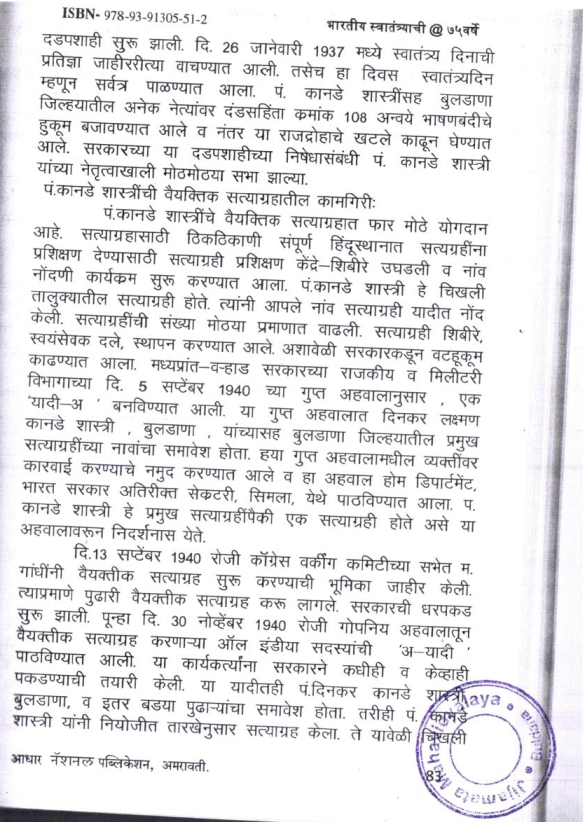 ISBN- 978-93-91305-51-2
भारतीय स्वातंत्र्याची @ ७५वर्षे
दडपशाही सुरू झाली. दि. 26 जानेवारी 1937 मध्ये स्वातंत्र्य दिनाची
प्रतिज्ञा जाहीररीत्या वाचण्यात आली. तसेच हा दिवस स्वातंत्र्यदिन
म्हणून सर्वत्र पाळण्यात आला. पं. कानडे शास्त्रींसह बुलडाणा
जिल्हयातील अनेक नेत्यांवर दंडसहिंता कमांक 108 अन्वये भाषणबंदीचे
हुकूम बजावण्यात आले व नंतर या राजद्रोहाचे खटले काढून घेण्यात
आले. सरकारच्या या दडपशाहीच्या निषेधासंबंधी पं. कानडे शास्त्री
यांच्या नेतृत्वाखाली मोठमोठया सभा झाल्या.
पं.कानडे शास्त्रींची वैयक्तिक सत्याग्रहातील कामगिरीः
पं.कानडे शास्त्रींचे वैयक्तिक सत्याग्रहात फार मोठे योगदान
आहे. सत्याग्रहासाठी ठिकठिकाणी संपूर्ण हिंदूस्थानात सत्यग्रहींना
प्रशिक्षण देण्यासाठी सत्याग्रही प्रशिक्षण केंद्रे–शिबीरे उघडली व नांव
नोंदणी कार्यकम सुरू करण्यात आला. पं.कानडे शास्त्री हे चिखली
तालुक्यातील सत्याग्रही होते. त्यांनी आपले नांव सत्याग्रही यादीत नोंद
केली. सत्याग्रहींची संख्या मोठया प्रमाणात वाढली. सत्याग्रही शिबीरे,
स्वयंसेवक दले, स्थापन करण्यात आले. अशावेळी सरकारकडून वटहूकूम
काढण्यात आला. मध्यप्रांत–वऱ्हाड सरकारच्या राजकीय व मिलीटरी
विभागाच्या दि. 5 सप्टेंबर 1940 च्या गुप्त अहवालानुसार , एक
'यादी–अ ' बनविण्यात आली. या गुप्त अहवालात दिनकर लक्ष्मण
कानडे शास्त्री , बुलडाणा , यांच्यासह बुलडाणा जिल्हयातील प्रमुख
सत्याग्रहींच्या नावांचा समावेश होता. हया गुप्त अहवालामधील व्यक्तींवर
कारवाई करण्याचे नमुद करण्यात आले व हा अहवाल होम डिपार्टमेंट,
भारत सरकार अतिरीक्त सेकटरी, सिमला, येथे पाठविण्यात आला. प.
कानडे शास्त्री हे प्रमुख सत्याग्रहींपैकी एक सत्याग्रही होते असे या
अहवालावरून निदर्शनास येते.
दि.13 सप्टेंबर 1940 रोजी कॉग्रेस वर्कींग कमिटीच्या सभेत म.
गांधींनी वैयक्तीक सत्याग्रह सुरू करण्याची भूमिका जाहीर केली.
त्याप्रमाणे पुढारी वैयक्तीक सत्याग्रह करू लागले. सरकारची धरपकड
सुरू झाली. पून्हा दि. 30 नोव्हेंबर 1940 रोजी गोपनिय अहवालातून
वैयक्तीक सत्याग्रह करणाऱ्या ऑल इंडीया सदस्यांची 'अ–यादी '
पाठविण्यात आली. या कार्यकर्त्यांना सरकारने कधीही व केव्हाही
पकडण्याची तयारी केली. या यादीतही पं.दिनकर कानडे शास्त्री,
बुलडाणा, व इतर बडया पुढाऱ्यांचा समावेश होता. तरीही पं. कानडे
शास्त्री यांनी नियोजीत तारखेनुसार सत्याग्रह केला. ते यावेळी चिखली
आधार नॅशनल पब्लिकेशन, अमरावती.
83
Jijamata Mahavidyalaya Buldana